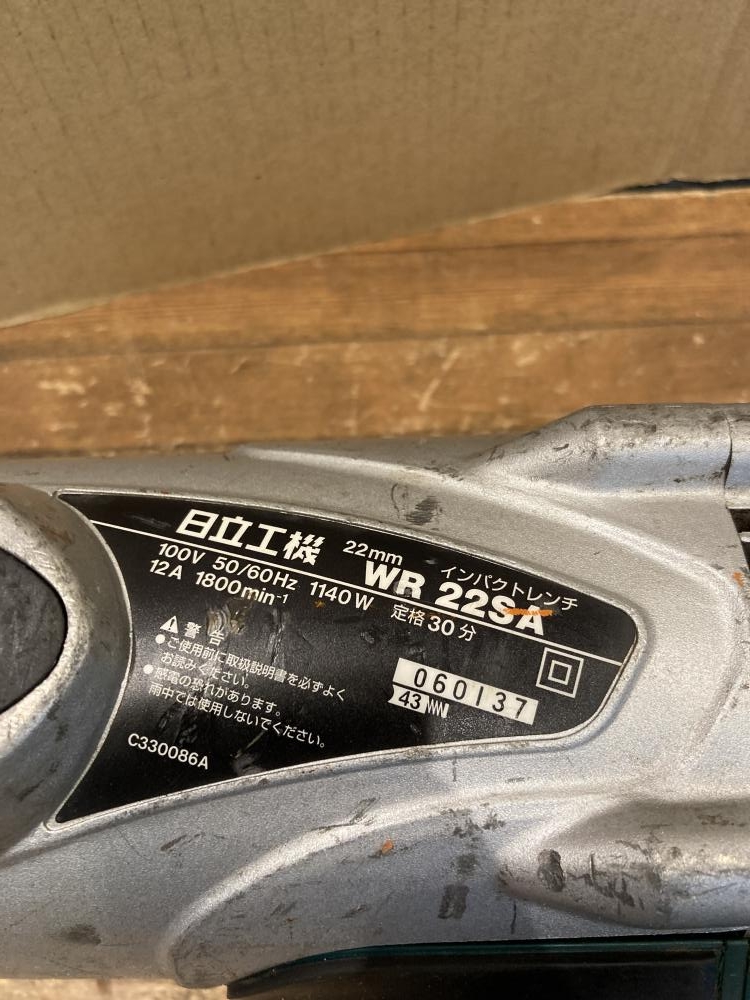 日立工機
22mm インパクトレンチ
WR 22SA
100V 50/60Hz 1140W 定格30分
12A 1800min⁻¹
警告
●ご使用前に取扱説明書を必ずよく
お読みください。
●感電の恐れがあります。
雨中では使用しないでください。
060137
43
C330086A